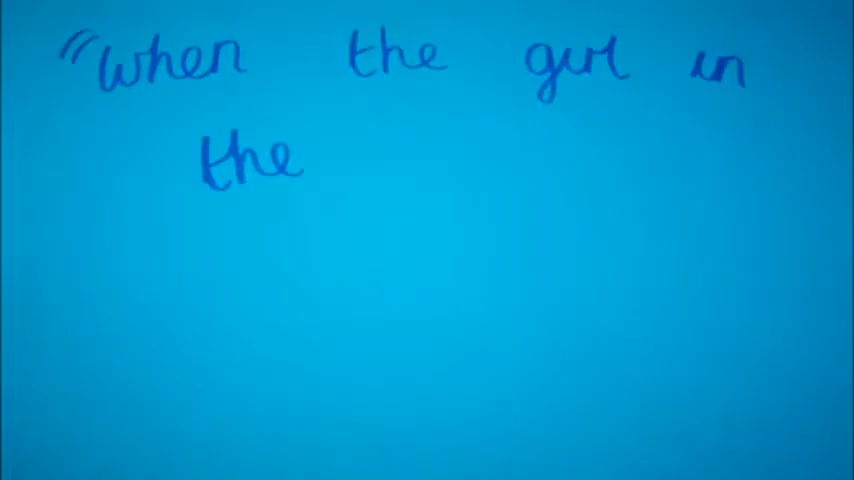 "when the girl in
the